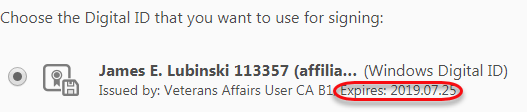 Choose the Digital ID that you want to use for signing:
James E. Lubinski 113357 (affilia... (Windows Digital ID)
Issued by: Veterans Affairs User CA B1, Expires: 2019.07.25